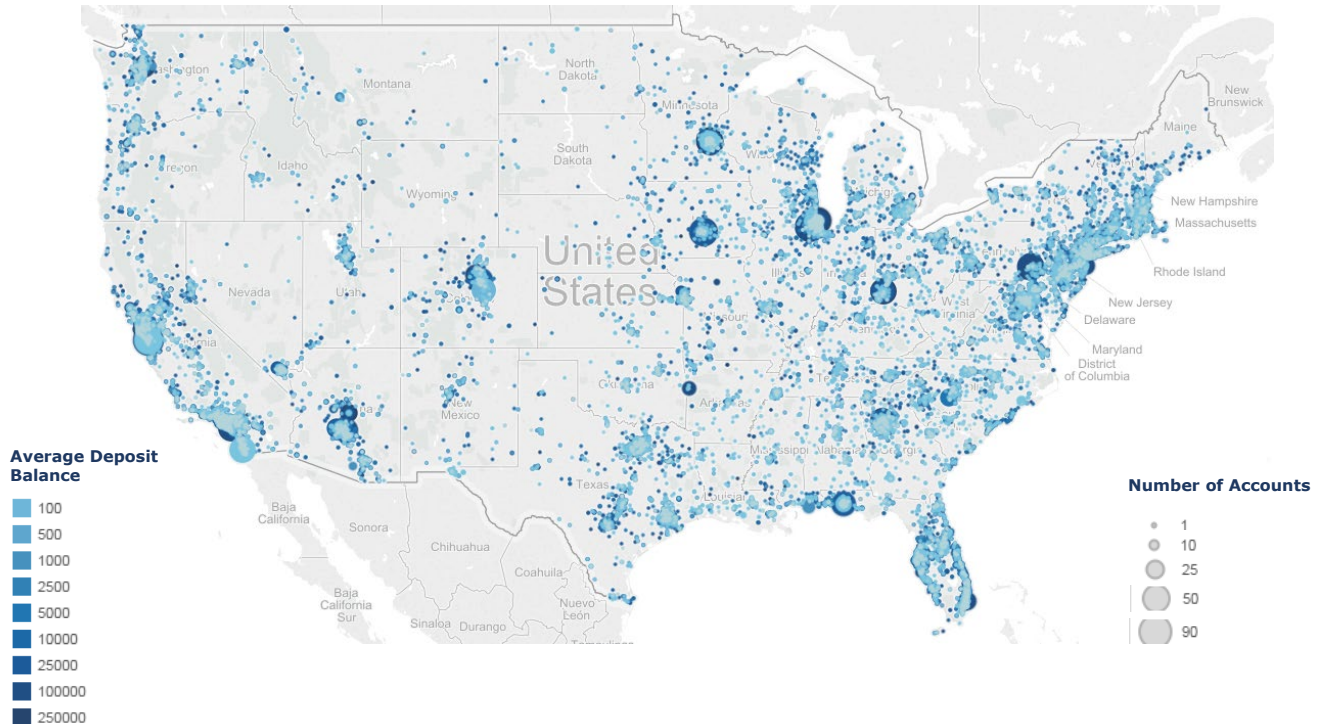 North
Dakota
Montana
Minnesota
New
Brunswick
Maine
South
Dakota
Idaho
Wyoming
New Hampshire
Massachusetts
United
States
Rhode Island
Nevada
Utah
West
Virginia
New Jersey
Delaware
Maryland
District
of Columbia
New
Mexico
Texas
Average Deposit
Balance
100
500
1000
2500
5000
10000
25000
100000
250000
Baja
California
Sonora
Chihuahua
Coahuila
Baja
California
Sur
Sinaloa
Durango
Nuevo
León
Tamaulipas
Number of Accounts
1
10
25
50
90